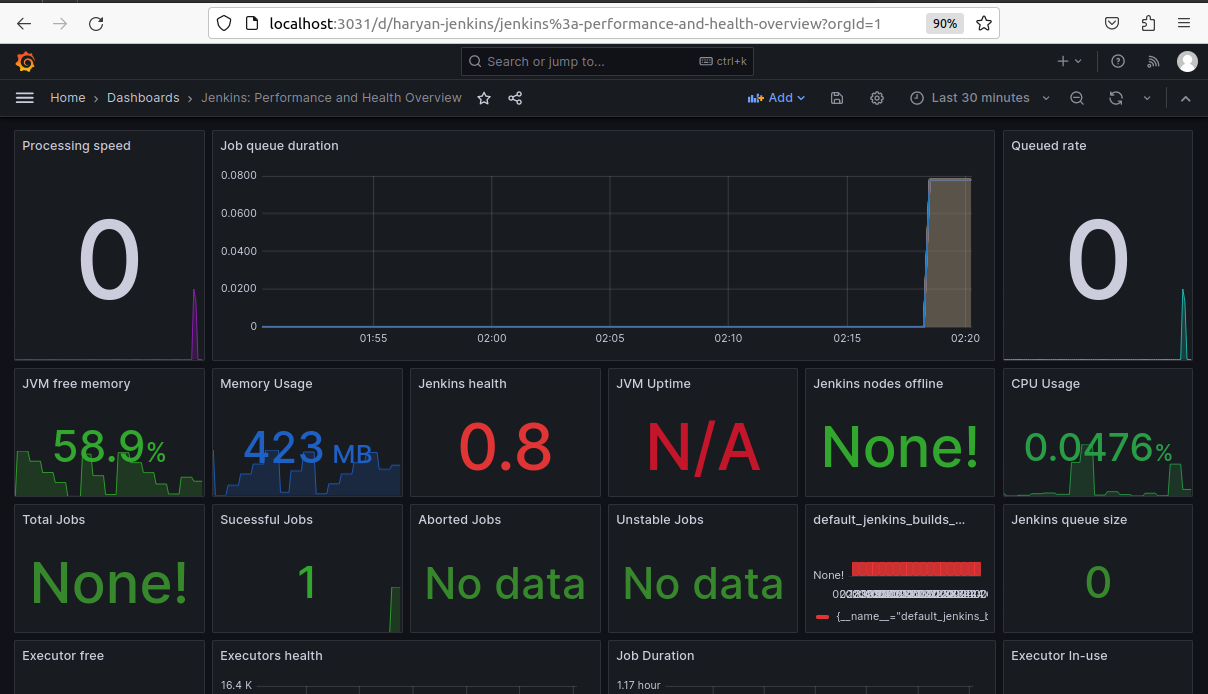 localhost:3031/d/haryan-jenkins/jenkins%3a-performance-and-health-overview?orgId=1
90%
Search or jump to...
ctrl+k
Home
Dashboards
Jenkins: Performance and Health Overview
Add
Last 30 minutes
Processing speed
0
Job queue duration
0.0800
0.0600
0.0400
0.0200
0
01:55
02:00
02:05
02:10
02:15
02:20
Queued rate
0
JVM free memory
58.9%
Memory Usage
423 MB
Jenkins health
0.8
JVM Uptime
N/A
Jenkins nodes offline
None!
CPU Usage
0.0476%
Total Jobs
None!
Sucessful Jobs
1
Aborted Jobs
No data
Unstable Jobs
No data
default_jenkins_builds_...
None!
{__name__="default_jenkins_b
Jenkins queue size
0
Executor free
Executors health
16.4 K
Job Duration
1.17 hour
Executor In-use